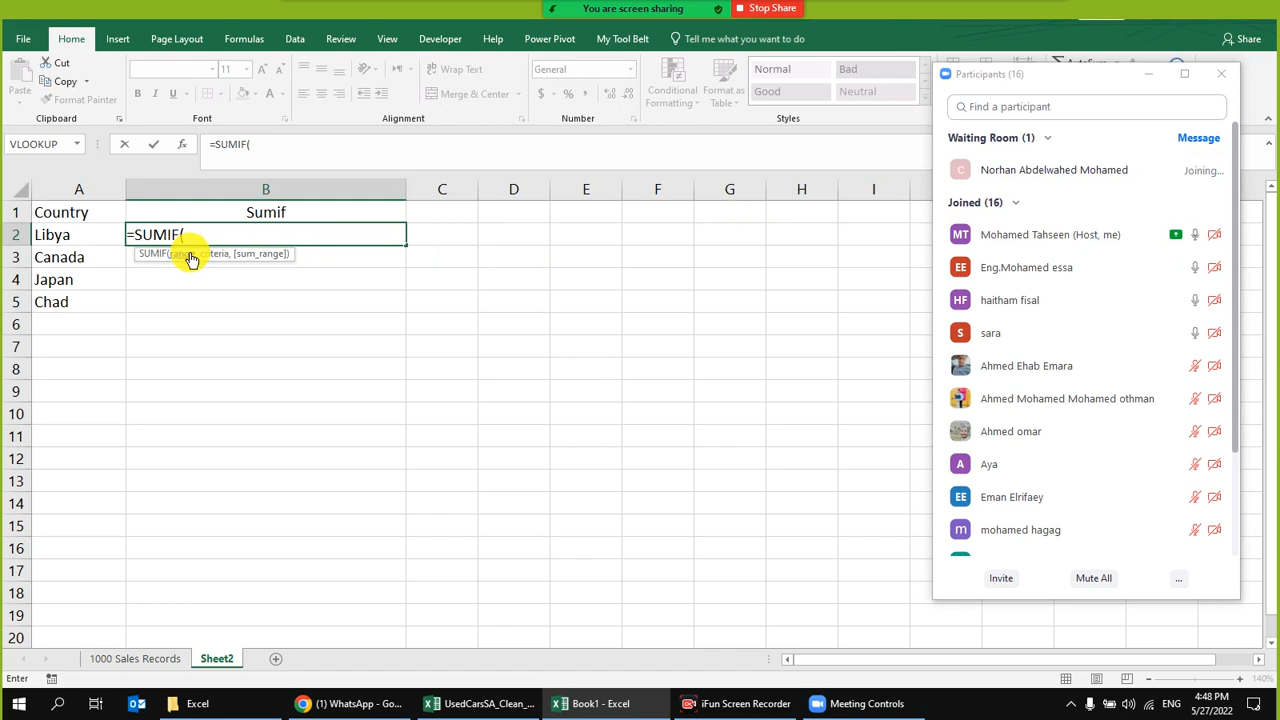 You are screen sharing
Stop Share
File Home Insert Page Layout Formulas Data Review View Developer Help Power Pivot My Tool Belt Tell me what you want to do Share
Paste
Cut
Copy
Format Painter
Clipboard
11
B I U
Font
Wrap Text
Merge & Center
Alignment
General
$ % ,
Number
Conditional
Formatting
Format as
Table
Normal Bad
Good Neutral
Styles
VLOOKUP
fx
=SUMIF(
A B C D E F G H I
1 Country Sumif
2 Libya =SUMIF(
SUMIF(range, criteria, [sum_range])
3 Canada
4 Japan
5 Chad
6
7
8
9
10
11
12
13
14
15
16
17
18
19
20
Participants (16)
Find a participant
Waiting Room (1) Message
C Norhan Abdelwahed Mohamed Joining...
Joined (16)
MT Mohamed Tahseen (Host, me)
EE Eng.Mohamed essa
HF haitham fisal
S sara
Ahmed Ehab Emara
Ahmed Mohamed Mohamed othman
Ahmed omar
A Aya
EE Eman Elrifaey
m mohamed hagag
Invite Mute All ...
1000 Sales Records Sheet2
Enter
140%
Excel
(1) WhatsApp - Go...
UsedCarsSA_Clean_...
Book1 - Excel
iFun Screen Recorder
Meeting Controls
ENG
4:48 PM
5/27/2022